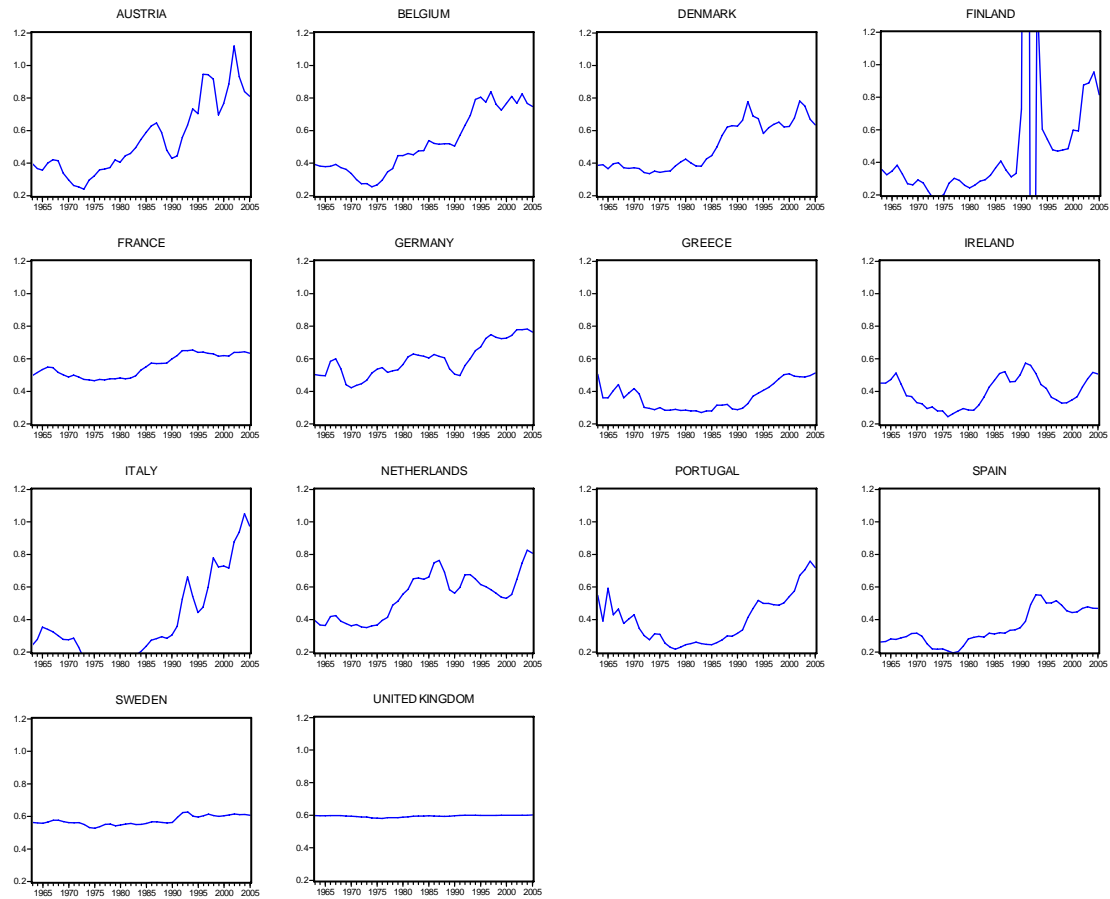 AUSTRIA BELGIUM DENMARK FINLAND
1.2 1.2 1.2 1.2
1.0 1.0 1.0 1.0
0.8 0.8 0.8 0.8
0.6 0.6 0.6 0.6
0.4 0.4 0.4 0.4
0.2 0.2 0.2 0.2
1965 1970 1975 1980 1985 1990 1995 2000 2005 1965 1970 1975 1980 1985 1990 1995 2000 2005 1965 1970 1975 1980 1985 1990 1995 2000 2005 1965 1970 1975 1980 1985 1990 1995 2000 2005
FRANCE GERMANY GREECE IRELAND
1.2 1.2 1.2 1.2
1.0 1.0 1.0 1.0
0.8 0.8 0.8 0.8
0.6 0.6 0.6 0.6
0.4 0.4 0.4 0.4
0.2 0.2 0.2 0.2
1965 1970 1975 1980 1985 1990 1995 2000 2005 1965 1970 1975 1980 1985 1990 1995 2000 2005 1965 1970 1975 1980 1985 1990 1995 2000 2005 1965 1970 1975 1980 1985 1990 1995 2000 2005
ITALY NETHERLANDS PORTUGAL SPAIN
1.2 1.2 1.2 1.2
1.0 1.0 1.0 1.0
0.8 0.8 0.8 0.8
0.6 0.6 0.6 0.6
0.4 0.4 0.4 0.4
0.2 0.2 0.2 0.2
1965 1970 1975 1980 1985 1990 1995 2000 2005 1965 1970 1975 1980 1985 1990 1995 2000 2005 1965 1970 1975 1980 1985 1990 1995 2000 2005 1965 1970 1975 1980 1985 1990 1995 2000 2005
SWEDEN UNITED KINGDOM
1.2 1.2
1.0 1.0
0.8 0.8
0.6 0.6
0.4 0.4
0.2 0.2
1965 1970 1975 1980 1985 1990 1995 2000 2005 1965 1970 1975 1980 1985 1990 1995 2000 2005